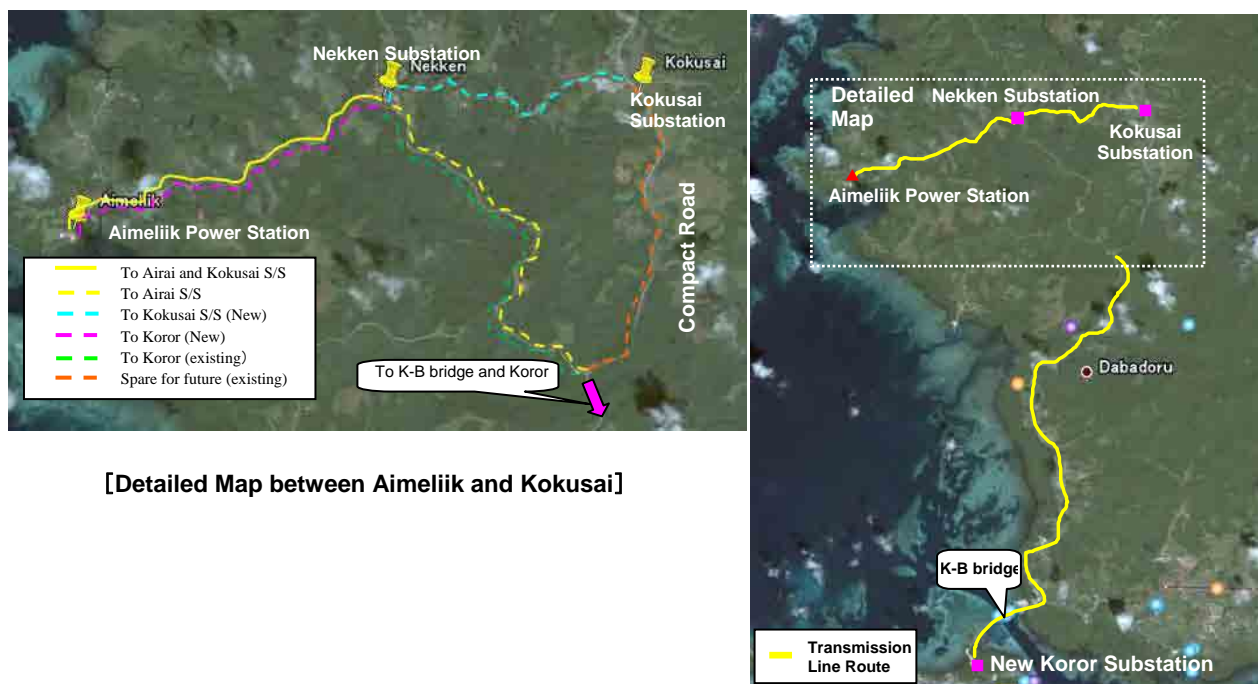 Nekken Substation
Nekken
Kokusai
Kokusai
Substation
Aimeliik
Aimeliik Power Station
Compact Road
To Airai and Kokusai S/S
To Airai S/S
To Kokusai S/S (New)
To Koror (New)
To Koror (existing)
Spare for future (existing)
To K-B bridge and Koror
[Detailed Map between Aimeliik and Kokusai]
Detailed
Map
Nekken Substation
Kokusai
Substation
Aimeliik Power Station
Dabadoru
K-B bridge
Transmission
Line Route
New Koror Substation